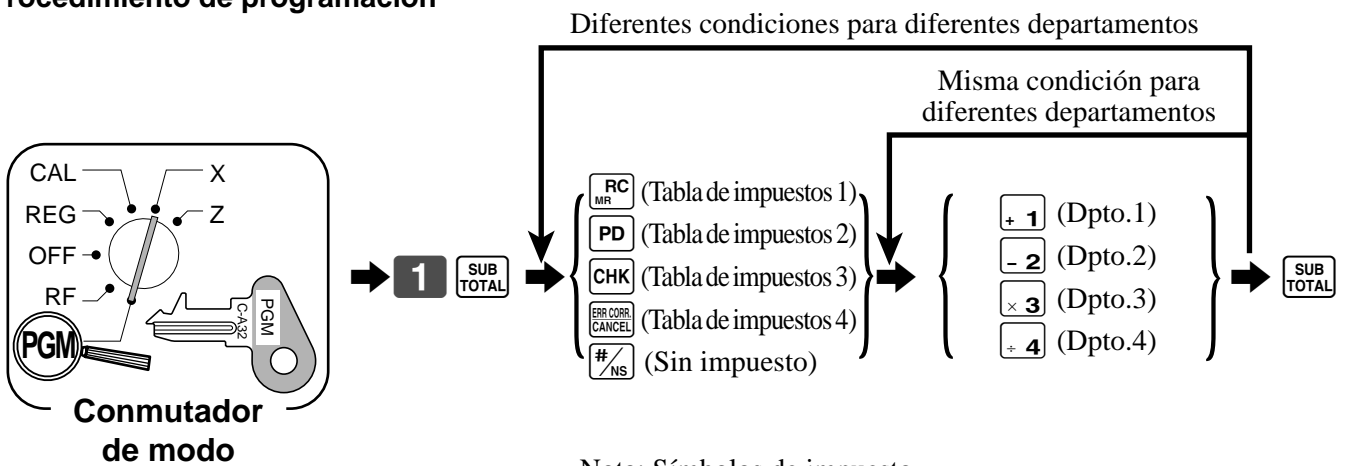 rocedimiento de programación
Diferentes condiciones para diferentes departamentos
Misma condición para
diferentes departamentos
CAL
X
REG
Z
OFF
RF
PGM
C-A32
PGM
Conmutador
de modo
1
SUB
TOTAL
RC
MR
(Tabla de impuestos 1)
PD (Tabla de impuestos 2)
CHK (Tabla de impuestos 3)
ERR CORR.
CANCEL
(Tabla de impuestos 4)
#/NS (Sin impuesto)
+ 1 (Dpto.1)
- 2 (Dpto.2)
× 3 (Dpto.3)
÷ 4 (Dpto.4)
SUB
TOTAL
Nota: Símbolos de impuesto